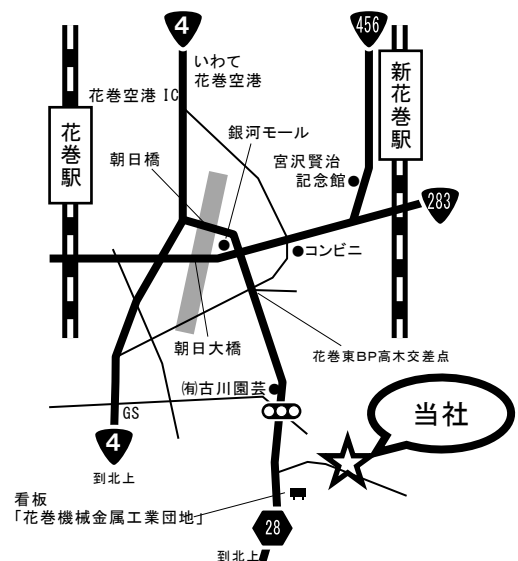 4
456
いわて
花巻空港
花巻空港 IC
新花巻駅
花巻駅
銀河モール
朝日橋
宮沢賢治
記念館
283
コンビニ
朝日大橋
花巻東BP高木交差点
㈲古川園芸
GS
当社
4
到北上
看板
「花巻機械金属工業団地」
28
到北上